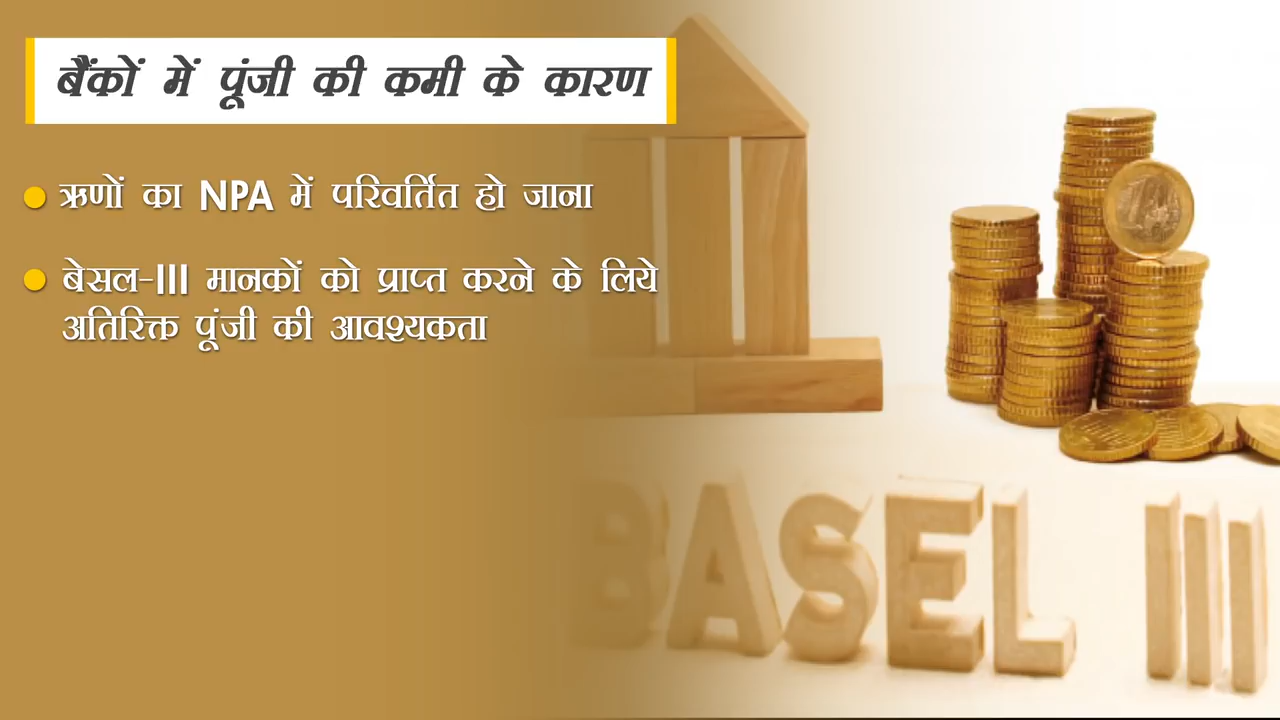 बैंकों में पूंजी की कमी के कारण
ऋणों का NPA में परिवर्तित हो जाना
बेसल-III मानकों को प्राप्त करने के लिये
अतिरिक्त पूंजी की आवश्यकता
BASEL III